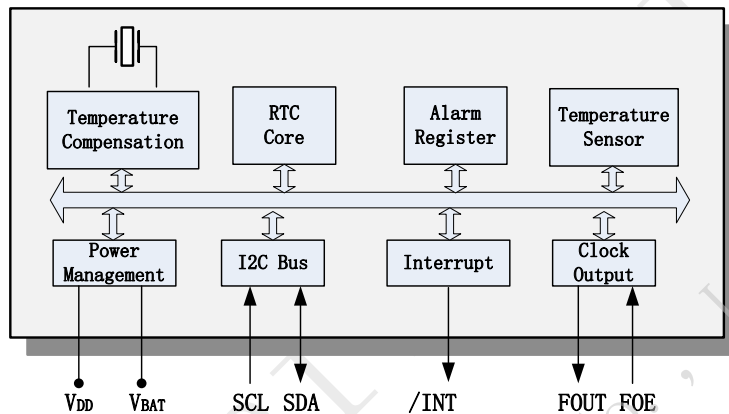 Temperature
Compensation
RTC
Core
Alarm
Register
Temperature
Sensor
Power
Management
I2C Bus
Interrupt
Clock
Output
VDD
VBAT
SCL
SDA
/INT
FOUT
FOE